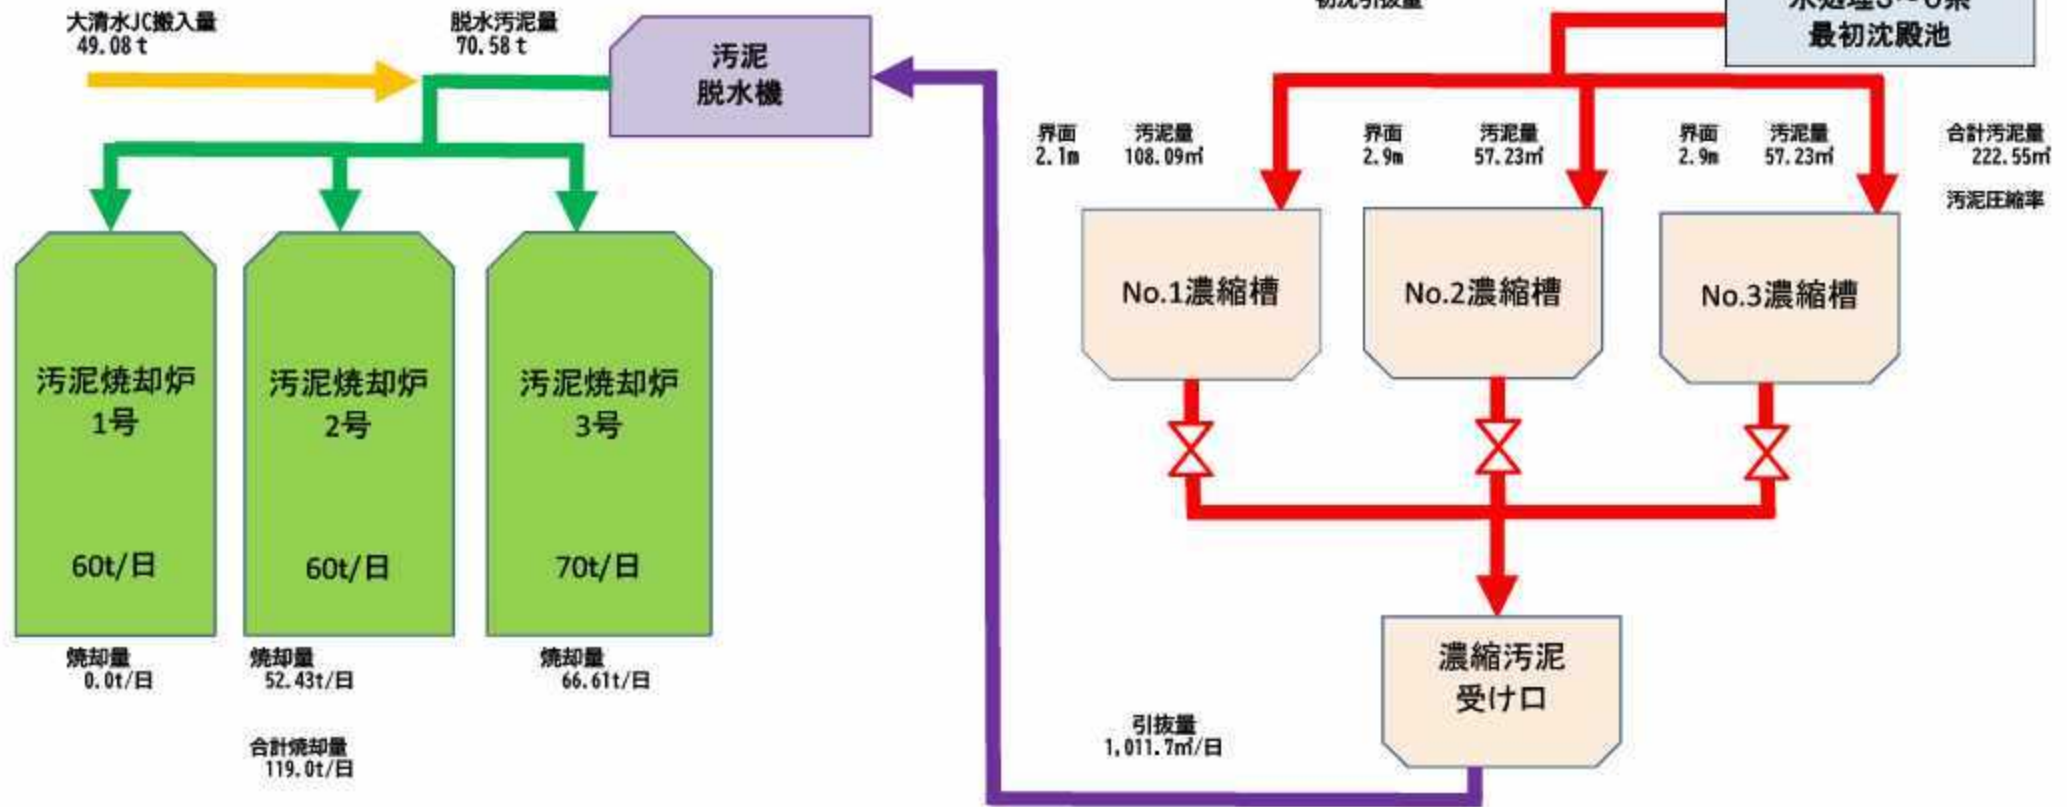 大清水JC搬入量
49.08ｔ
脱水汚泥量
70.58ｔ
汚泥
脱水機
最初沈殿池
界面
2.1m
汚泥量
108.09㎥
界面
2.9m
汚泥量
57.23㎥
界面
2.9m
汚泥量
57.23㎥
合計汚泥量
222.55㎥
汚泥圧縮率
No.1濃縮槽
No.2濃縮槽
No.3濃縮槽
汚泥焼却炉
1号
60t/日
汚泥焼却炉
2号
60t/日
汚泥焼却炉
3号
70t/日
焼却量
0.0t/日
焼却量
52.43t/日
焼却量
66.61t/日
合計焼却量
119.0t/日
濃縮汚泥
受け口
引抜量
1,011.7㎥/日